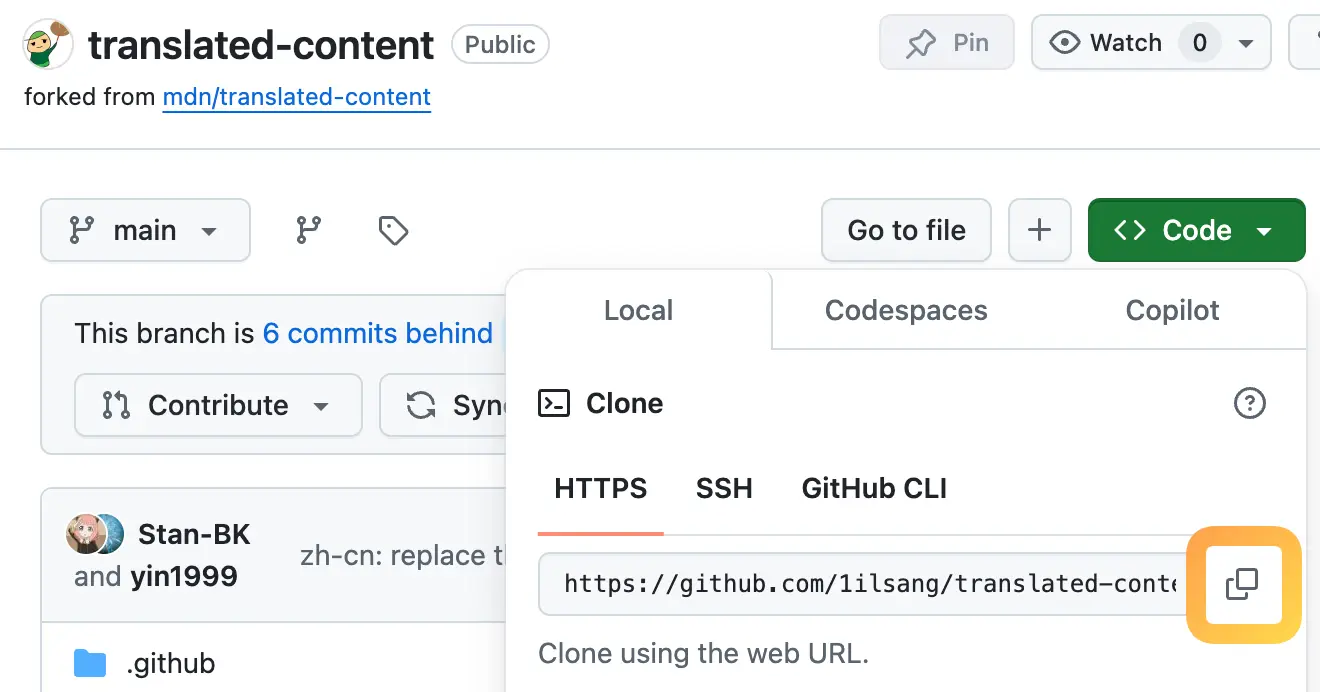 translated-content Public Pin Watch 0
forked from mdn/translated-content
main Go to file Code
Local Codespaces Copilot
This branch is 6 commits behind
Contribute
Clone
HTTPS SSH GitHub CLI
Stan-BK
and yin1999
zh-cn: replace
https://github.com/1ilsang/translated-conte
Clone using the web URL.
.github